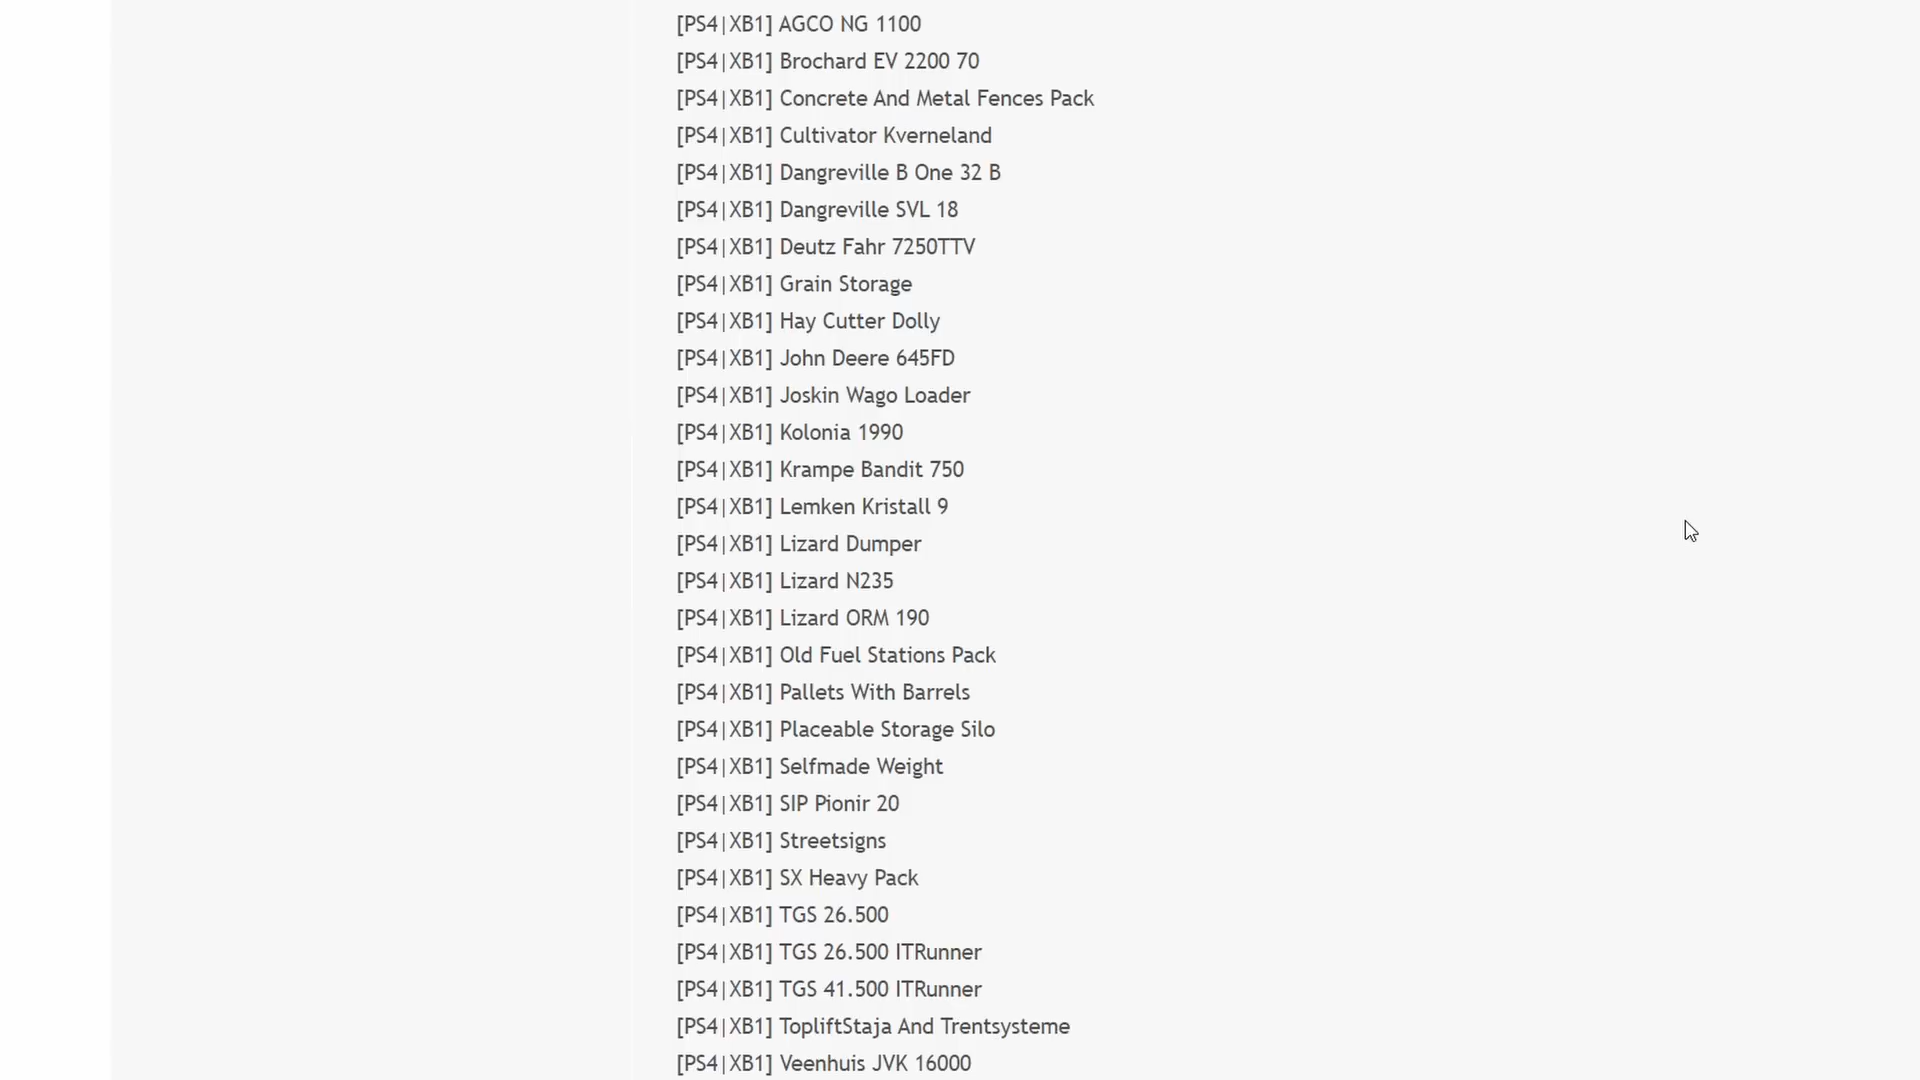 [PS4|XB1] AGCO NG 1100
[PS4|XB1] Brochard EV 2200 70
[PS4|XB1] Concrete And Metal Fences Pack
[PS4|XB1] Cultivator Kverneland
[PS4|XB1] Dangreville B One 32 B
[PS4|XB1] Dangreville SVL 18
[PS4|XB1] Deutz Fahr 7250TTV
[PS4|XB1] Grain Storage
[PS4|XB1] Hay Cutter Dolly
[PS4|XB1] John Deere 645FD
[PS4|XB1] Joskin Wago Loader
[PS4|XB1] Kolonia 1990
[PS4|XB1] Krampe Bandit 750
[PS4|XB1] Lemken Kristall 9
[PS4|XB1] Lizard Dumper
[PS4|XB1] Lizard N235
[PS4|XB1] Lizard ORM 190
[PS4|XB1] Old Fuel Stations Pack
[PS4|XB1] Pallets With Barrels
[PS4|XB1] Placeable Storage Silo
[PS4|XB1] Selfmade Weight
[PS4|XB1] SIP Pionir 20
[PS4|XB1] Streetsigns
[PS4|XB1] SX Heavy Pack
[PS4|XB1] TGS 26.500
[PS4|XB1] TGS 26.500 ITRunner
[PS4|XB1] TGS 41.500 ITRunner
[PS4|XB1] TopliftStaja And Trentsysteme
[PS4|XB1] Veenhuis JVK 16000